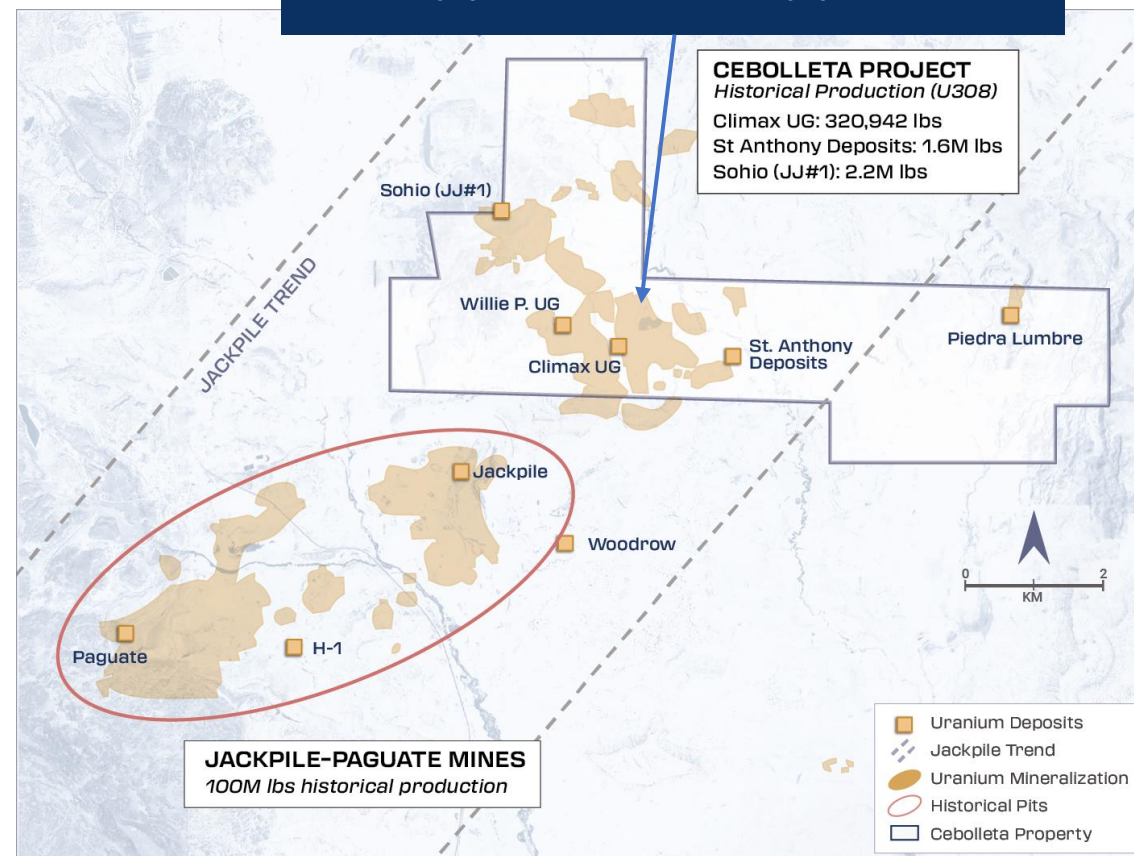 CEBOLLETA PROJECT
Historical Production (U308)
Climax UG: 320,942 lbs
St Anthony Deposits: 1.6M lbs
Sohio (JJ#1): 2.2M lbs
Sohio (JJ#1)
JACKPILE TREND
Willie P. UG
Climax UG
St. Anthony
Deposits
Piedra Lumbre
Jackpile
Woodrow
Paguate
H-1
0 2
KM
JACKPILE-PAGUATE MINES
100M lbs historical production
Uranium Deposits
Jackpile Trend
Uranium Mineralization
Historical Pits
Cebolleta Property